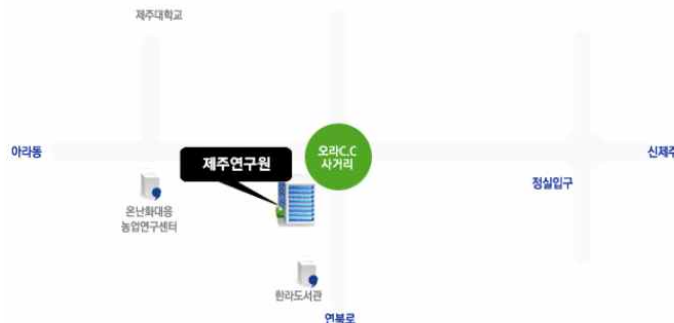 제주대학교
아라동
제주연구원
오라C.C
사거리
신제주
정실입구
온난화대응
농업연구센터
한라도서관
연북로